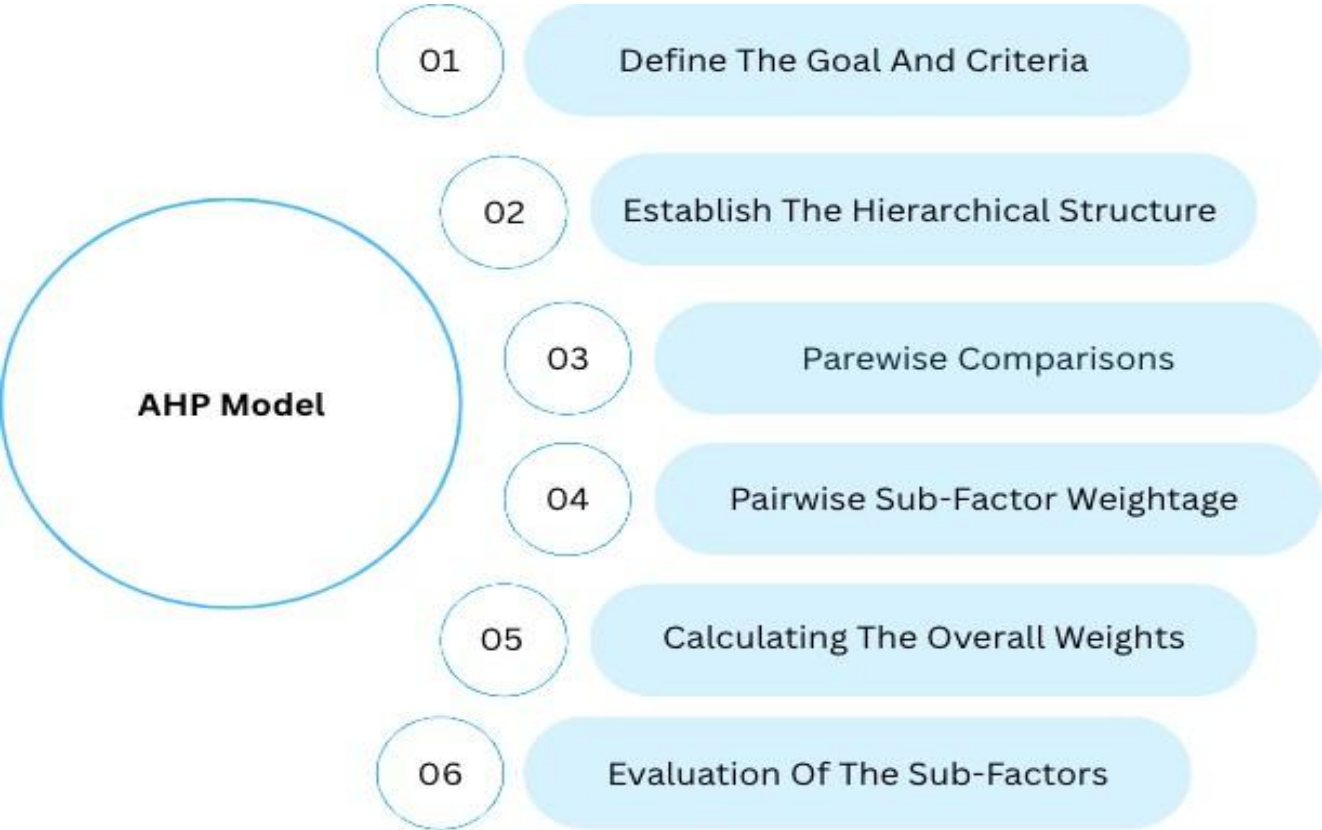 01
Define The Goal And Criteria
02
Establish The Hierarchical Structure
03
Parewise Comparisons
AHP Model
04
Pairwise Sub-Factor Weightage
05
Calculating The Overall Weights
06
Evaluation Of The Sub-Factors